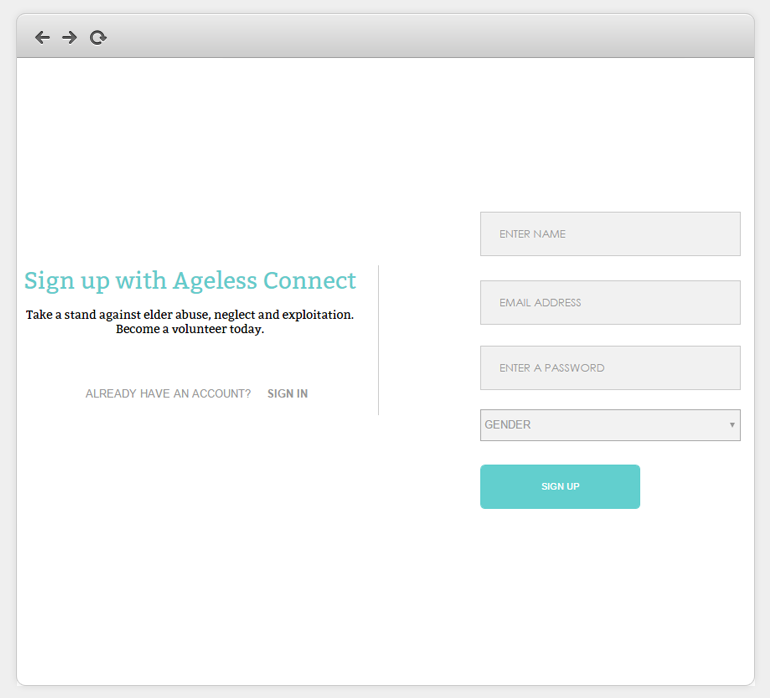 Sign up with Ageless Connect
Take a stand against elder abuse, neglect and exploitation.
Become a volunteer today.
ALREADY HAVE AN ACCOUNT? SIGN IN
ENTER NAME
EMAIL ADDRESS
ENTER A PASSWORD
GENDER
SIGN UP